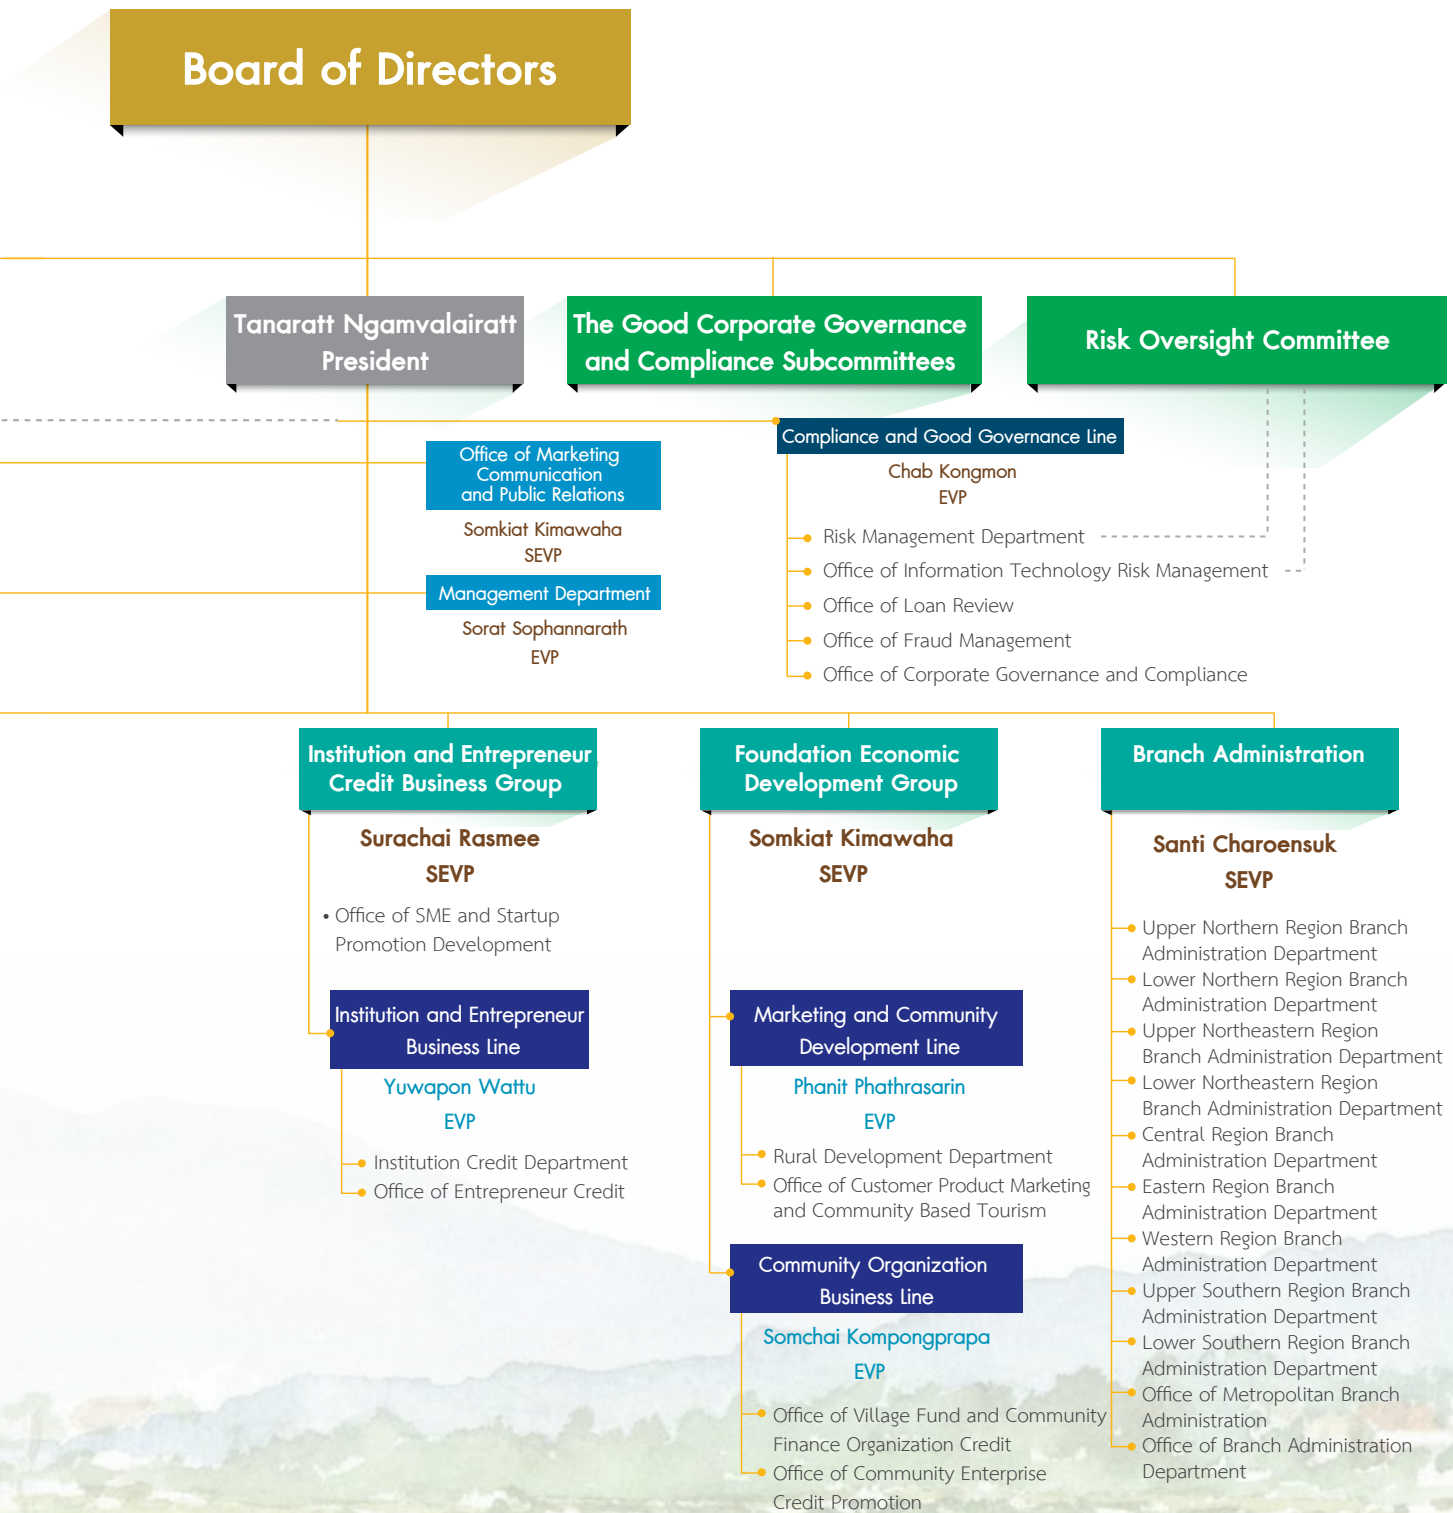 Board of Directors
Tanaratt Ngamvalairatt
President
The Good Corporate Governance
and Compliance Subcommittees
Risk Oversight Committee
Office of Marketing
Communication
and Public Relations
Somkiat Kimawaha
SEVP
Management Department
Sorat Sophannarath
EVP
Compliance and Good Governance Line
Chab Kongmon
EVP
Risk Management Department
Office of Information Technology Risk Management
Office of Loan Review
Office of Fraud Management
Office of Corporate Governance and Compliance
Institution and Entrepreneur
Credit Business Group
Surachai Rasmee
SEVP
• Office of SME and Startup
Promotion Development
Institution and Entrepreneur
Business Line
Yuwapon Wattu
EVP
Institution Credit Department
Office of Entrepreneur Credit
Foundation Economic
Development Group
Somkiat Kimawaha
SEVP
Marketing and Community
Development Line
Phanit Phathrasarin
EVP
Rural Development Department
Office of Customer Product Marketing
and Community Based Tourism
Community Organization
Business Line
Somchai Kompongprapa
EVP
Office of Village Fund and Community
Finance Organization Credit
Office of Community Enterprise
Credit Promotion
Branch Administration
Santi Charoensuk
SEVP
Upper Northern Region Branch
Administration Department
Lower Northern Region Branch
Administration Department
Upper Northeastern Region
Branch Administration Department
Lower Northeastern Region
Branch Administration Department
Central Region Branch
Administration Department
Eastern Region Branch
Administration Department
Western Region Branch
Administration Department
Upper Southern Region Branch
Administration Department
Lower Southern Region Branch
Administration Department
Office of Metropolitan Branch
Administration
Office of Branch Administration
Department